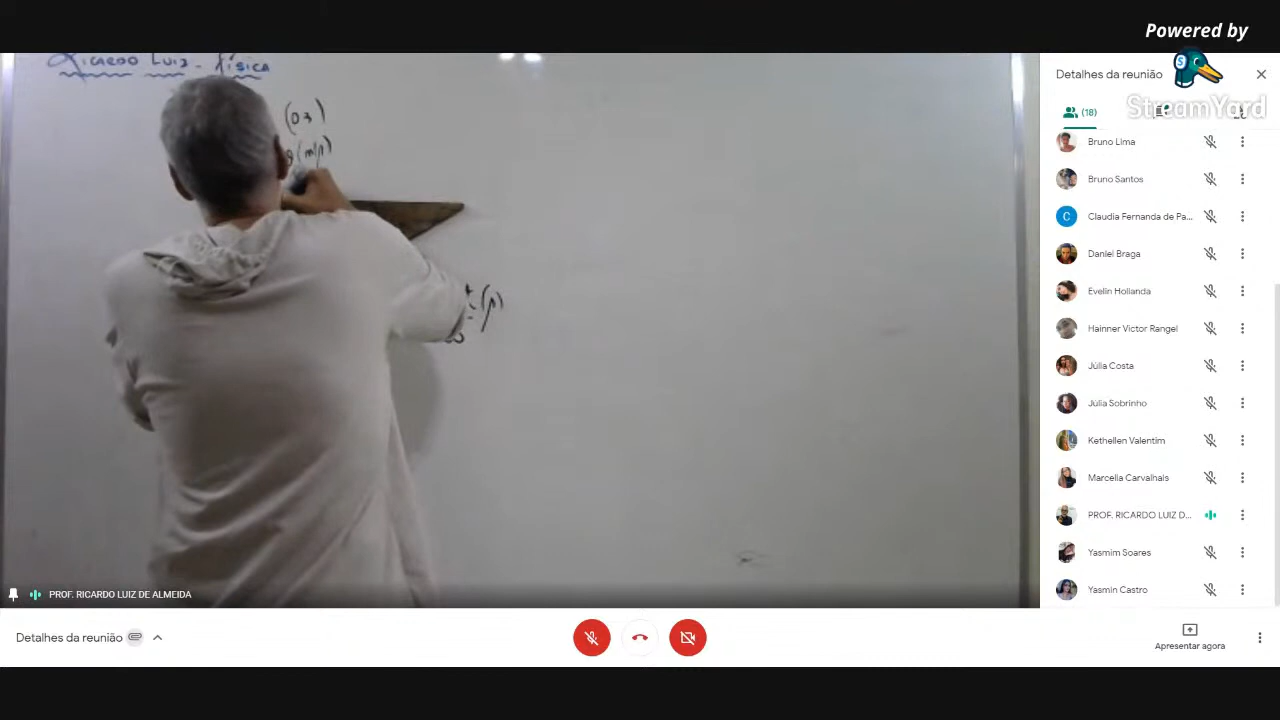 Powered by
StreamYard
Ricardo Luiz - Física
(03)
(m/s)
(s)
Detalhes da reunião
(18)
Bruno Lima
Bruno Santos
Claudia Fernanda de Pa...
Daniel Braga
Evelin Hollanda
Hainner Victor Rangel
Júlia Costa
Júlia Sobrinho
Kethellen Valentim
Marcella Carvalhais
PROF. RICARDO LUIZ D...
Yasmim Soares
Yasmin Castro
PROF. RICARDO LUIZ DE ALMEIDA
Detalhes da reunião
Apresentar agora